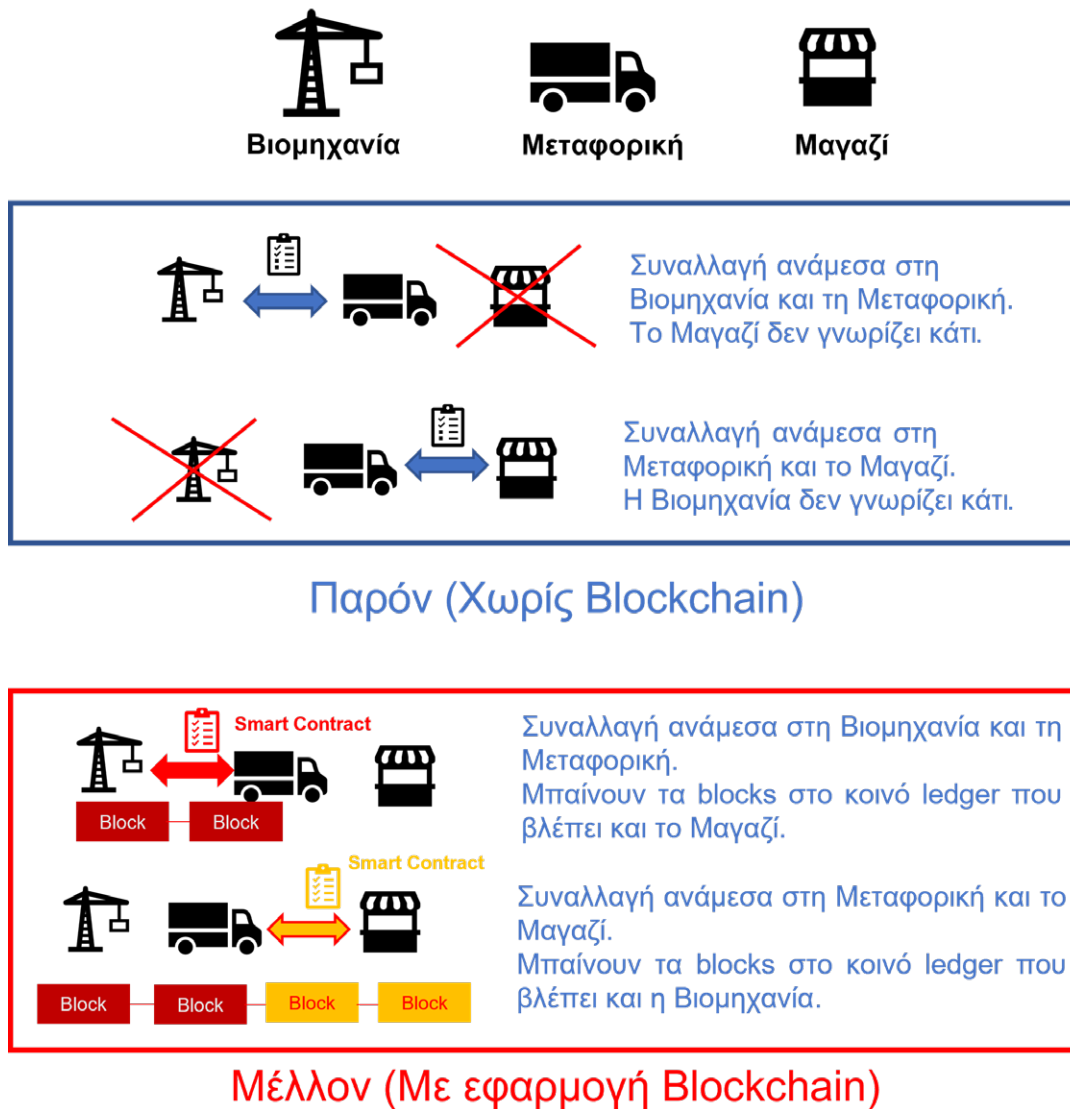 Βιομηχανία
Μεταφορική
Μαγαζί
Συναλλαγή ανάμεσα στη
Βιομηχανία και τη Μεταφορική.
Το Μαγαζί δεν γνωρίζει κάτι.
Συναλλαγή ανάμεσα στη
Μεταφορική και το Μαγαζί.
Η Βιομηχανία δεν γνωρίζει κάτι.
Παρόν (Χωρίς Blockchain)
Smart Contract
Block
Block
Συναλλαγή ανάμεσα στη Βιομηχανία και τη
Μεταφορική.
Μπαίνουν τα blocks στο κοινό ledger που
βλέπει και το Μαγαζί.
Smart Contract
Block
Block
Block
Block
Συναλλαγή ανάμεσα στη Μεταφορική και το
Μαγαζί.
Μπαίνουν τα blocks στο κοινό ledger που
βλέπει και η Βιομηχανία.
Μέλλον (Με εφαρμογή Blockchain)